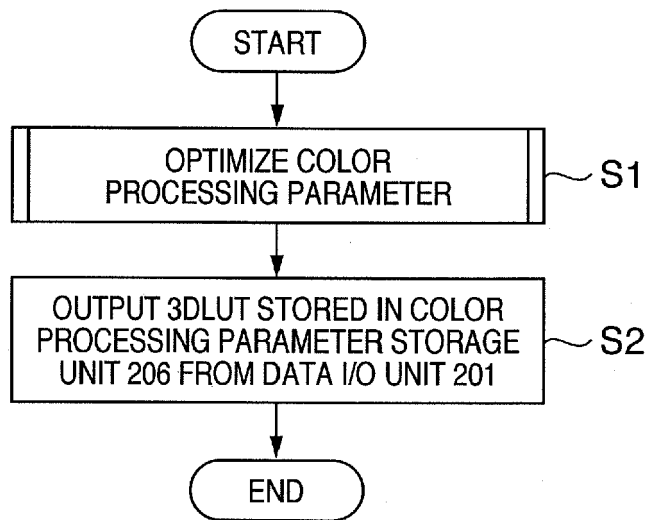 START
OPTIMIZE COLOR
PROCESSING PARAMETER
S1
OUTPUT 3DLUT STORED IN COLOR
PROCESSING PARAMETER STORAGE
UNIT 206 FROM DATA I/O UNIT 201
S2
END